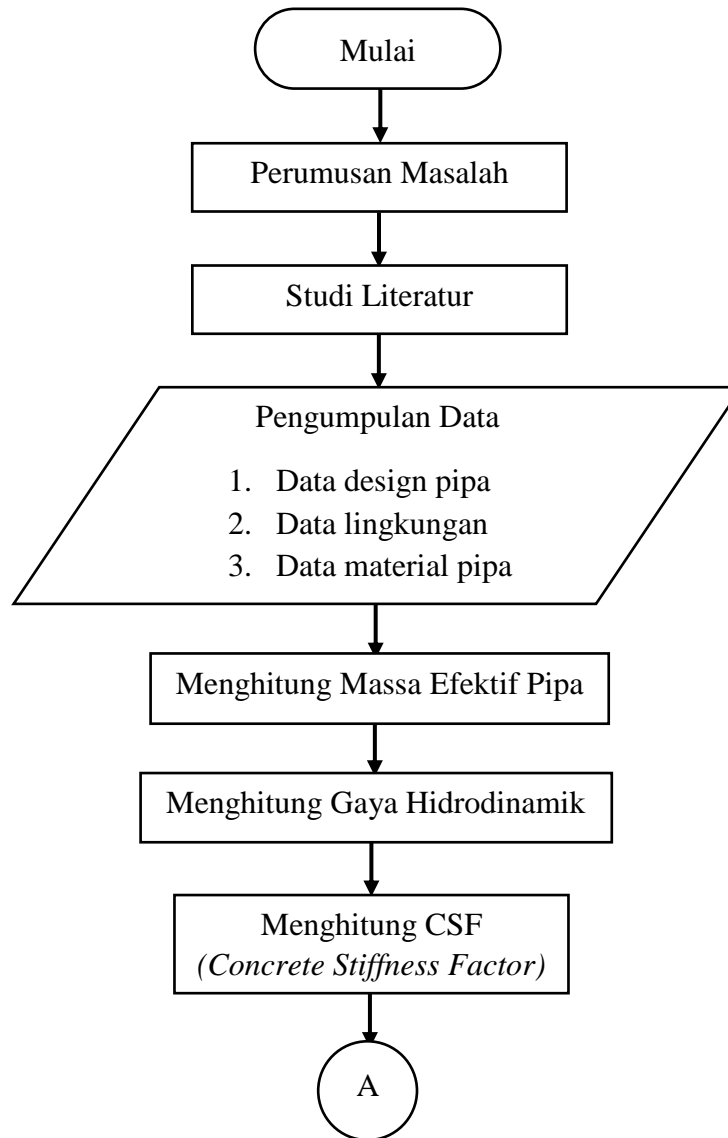 Mulai
Perumusan Masalah
Studi Literatur
Pengumpulan Data
1. Data design pipa
2. Data lingkungan
3. Data material pipa
Menghitung Massa Efektif Pipa
Menghitung Gaya Hidrodinamik
Menghitung CSF
(Concrete Stiffness Factor)
A